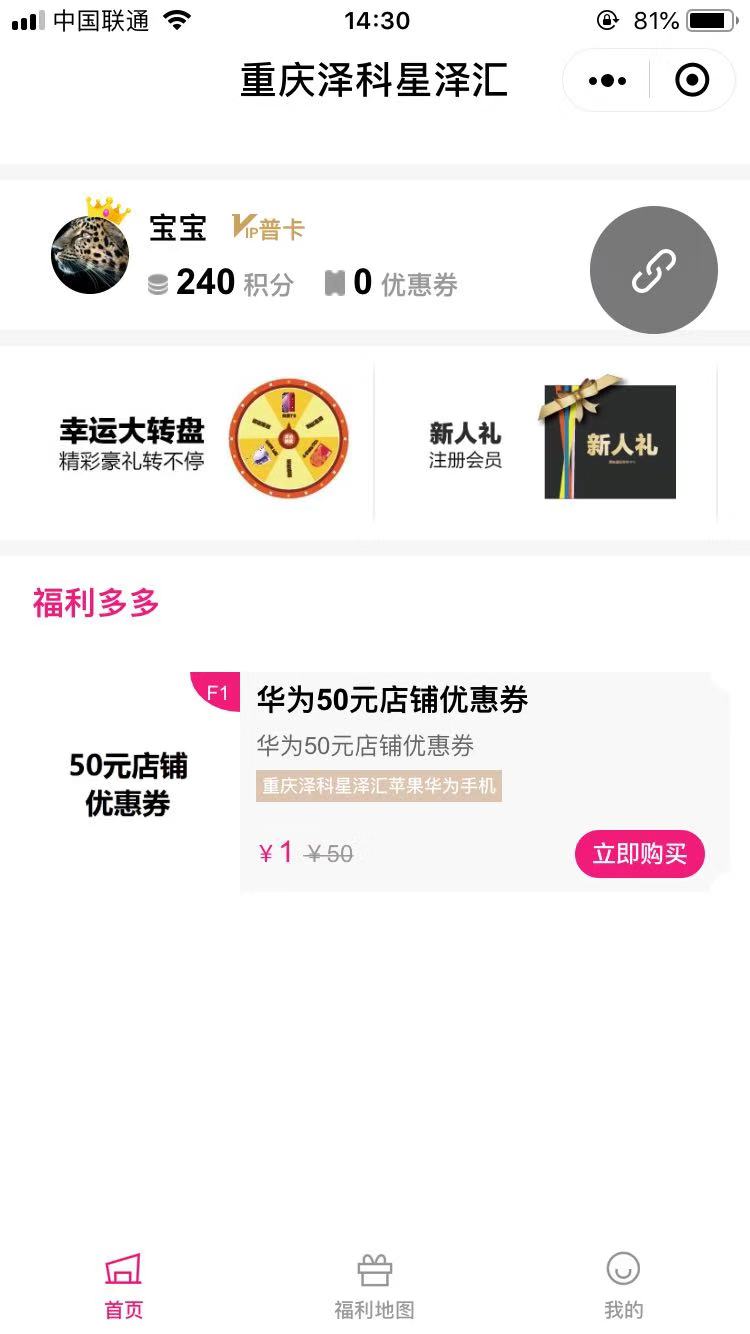 中国联通
14:30
81%
重庆泽科星泽汇
宝宝
VIP普卡
240 积分
0 优惠券
幸运大转盘
精彩豪礼转不停
新人礼
注册会员
新人礼
福利多多
F1
50元店铺
优惠券
华为50元店铺优惠券
华为50元店铺优惠券
重庆泽科星泽汇苹果华为手机
¥ 1 ¥ 50
立即购买
首页
福利地图
我的